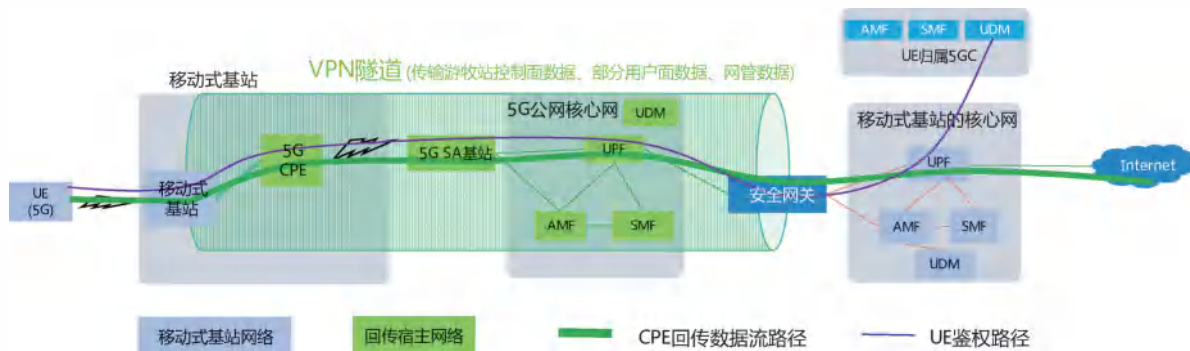 AMF
SMF
UDM
UE归属5GC
VPN隧道 (传输游牧站控制面数据、部分用户面数据、网管数据)
移动式基站
5G公网核心网
UDM
移动式基站的核心网
5G
CPE
5G SA基站
UPF
UPF
Internet
UE
(5G)
移动式
基站
安全网关
AMF
SMF
AMF
SMF
UDM
移动式基站网络
回传宿主网络
CPE回传数据流路径
UE鉴权路径